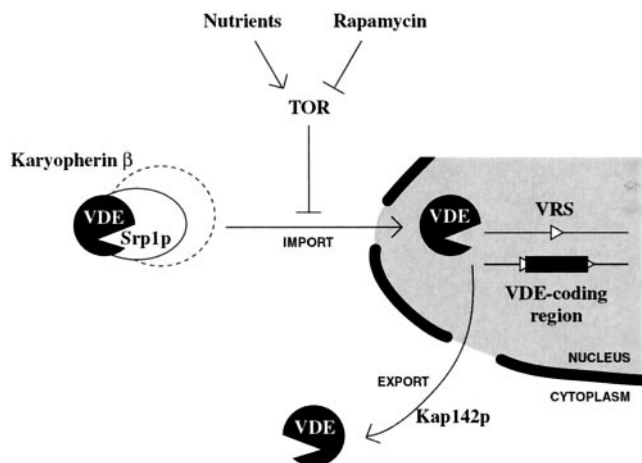 Nutrients
Rapamycin
TOR
Karyopherin β
VDE
Srp1p
IMPORT
VDE
VRS
VDE-coding
region
NUCLEUS
EXPORT
CYTOPLASM
Kap142p
VDE